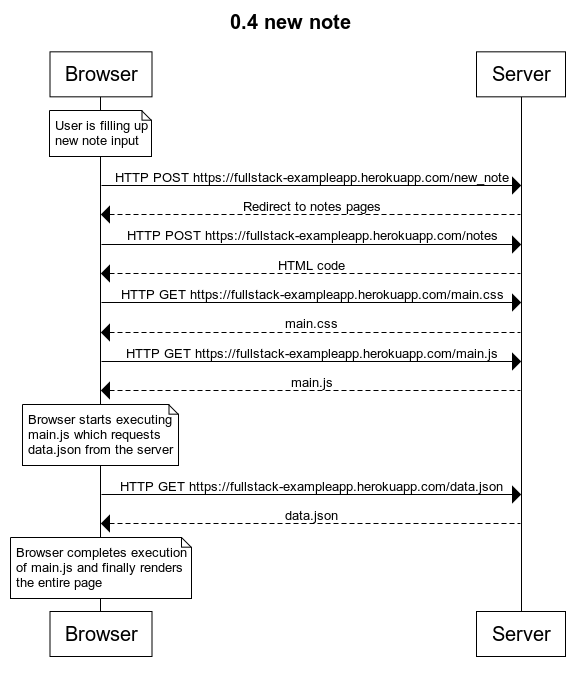 0.4 new note
Browser
Server
User is filling up
new note input
HTTP POST https://fullstack-exampleapp.herokuapp.com/new_note
Redirect to notes pages
HTTP POST https://fullstack-exampleapp.herokuapp.com/notes
HTML code
HTTP GET https://fullstack-exampleapp.herokuapp.com/main.css
main.css
HTTP GET https://fullstack-exampleapp.herokuapp.com/main.js
main.js
Browser starts executing
main.js which requests
data.json from the server
HTTP GET https://fullstack-exampleapp.herokuapp.com/data.json
data.json
Browser completes execution
of main.js and finally renders
the entire page
Browser
Server